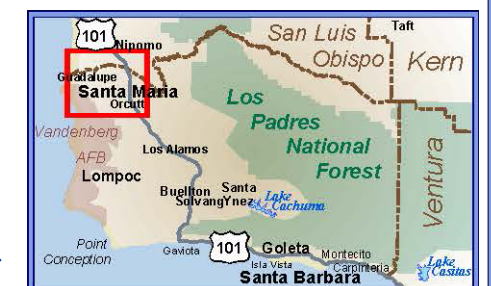 101
Nipomo
San Luis
Obispo
Taft
Kern
Guadalupe
Santa Maria
Orcutt
Los
Padres
National
Forest
Vandenberg
AFB
Los Alamos
Lompoc
Ventura
Buellton
Santa
Solvang
Ynez
Lake
Cachuma
Point
Conception
Gaviota
101
Goleta
Isla Vista
Montecito
Santa Barbara
Carpinteria
Lake
Casitas